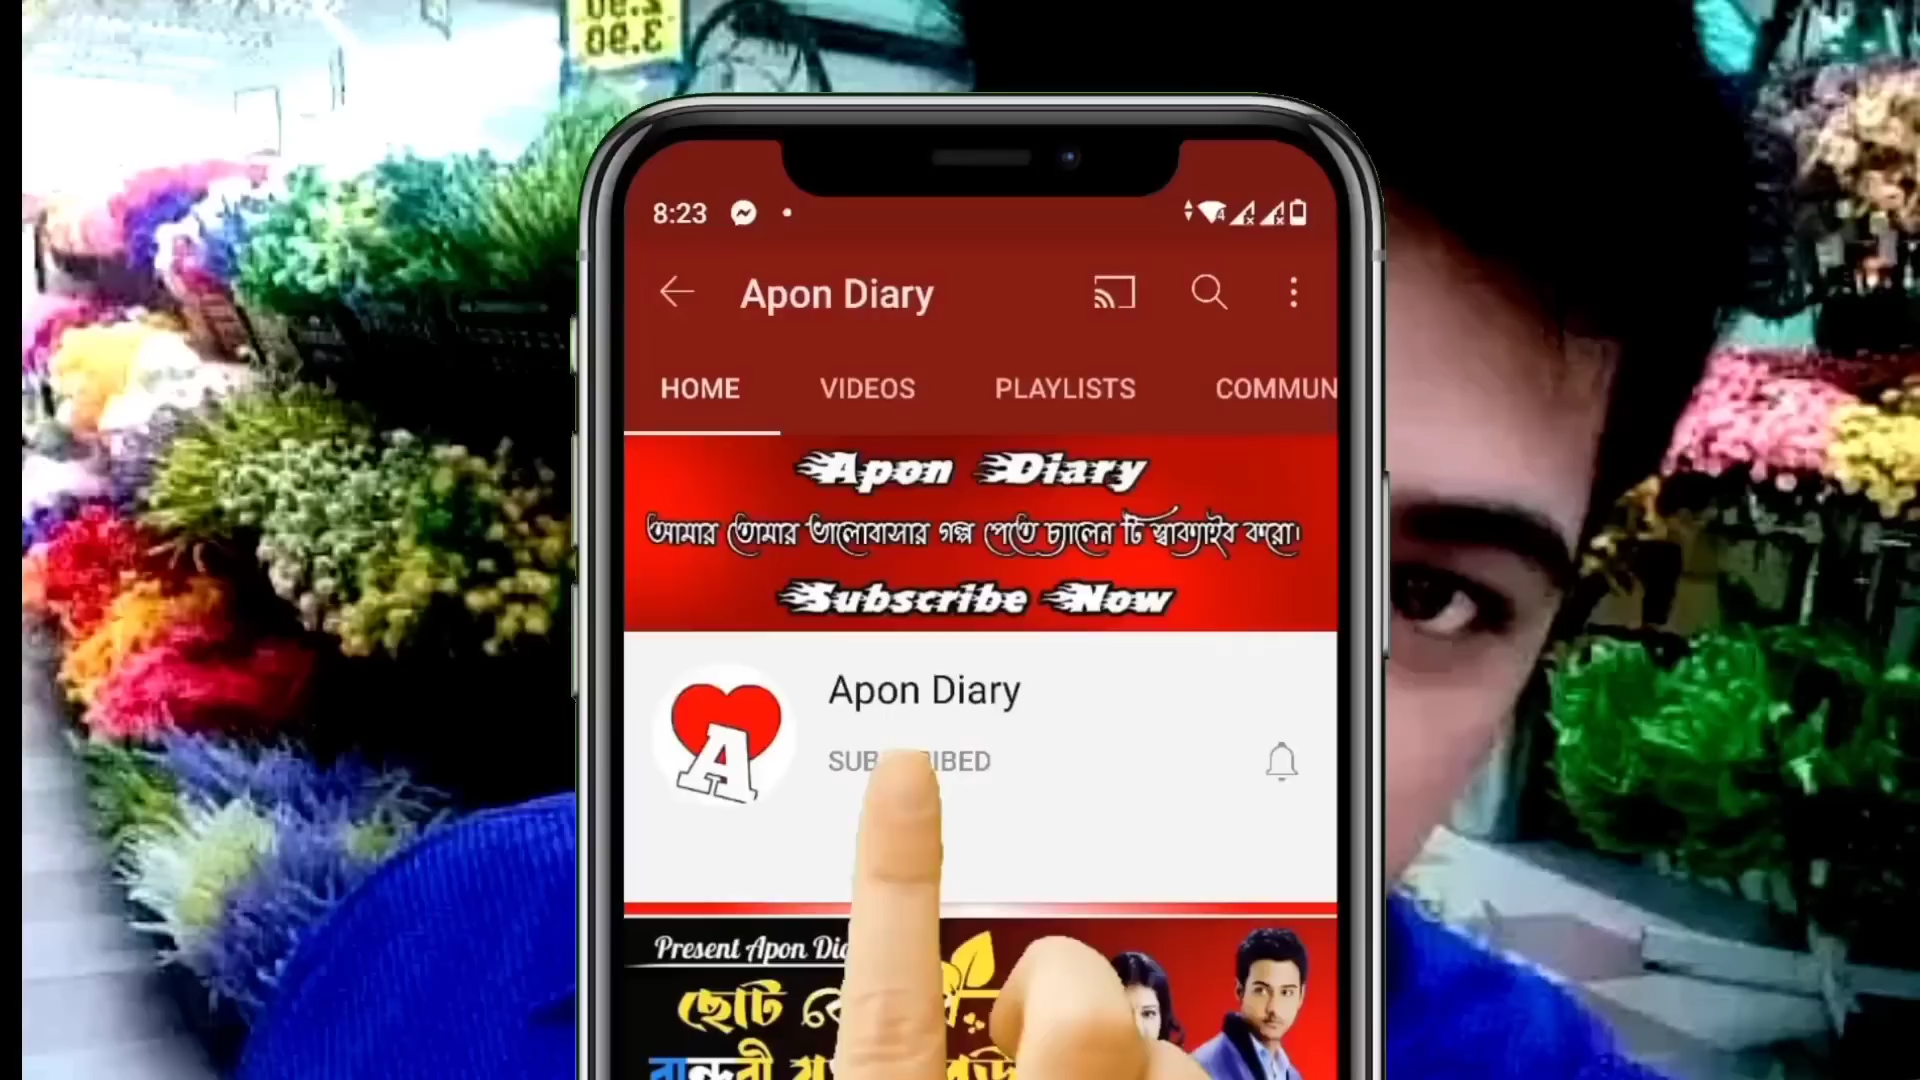 8:23
Apon Diary
HOME VIDEOS PLAYLISTS COMMUN
Apon Diary
আমার তোমার ভালোবাসার গল্প পেতে চ্যালেন টি স্বাবস্ক্যাইব করো।
Subscribe Now
Apon Diary
A
Present Apon
ছোট